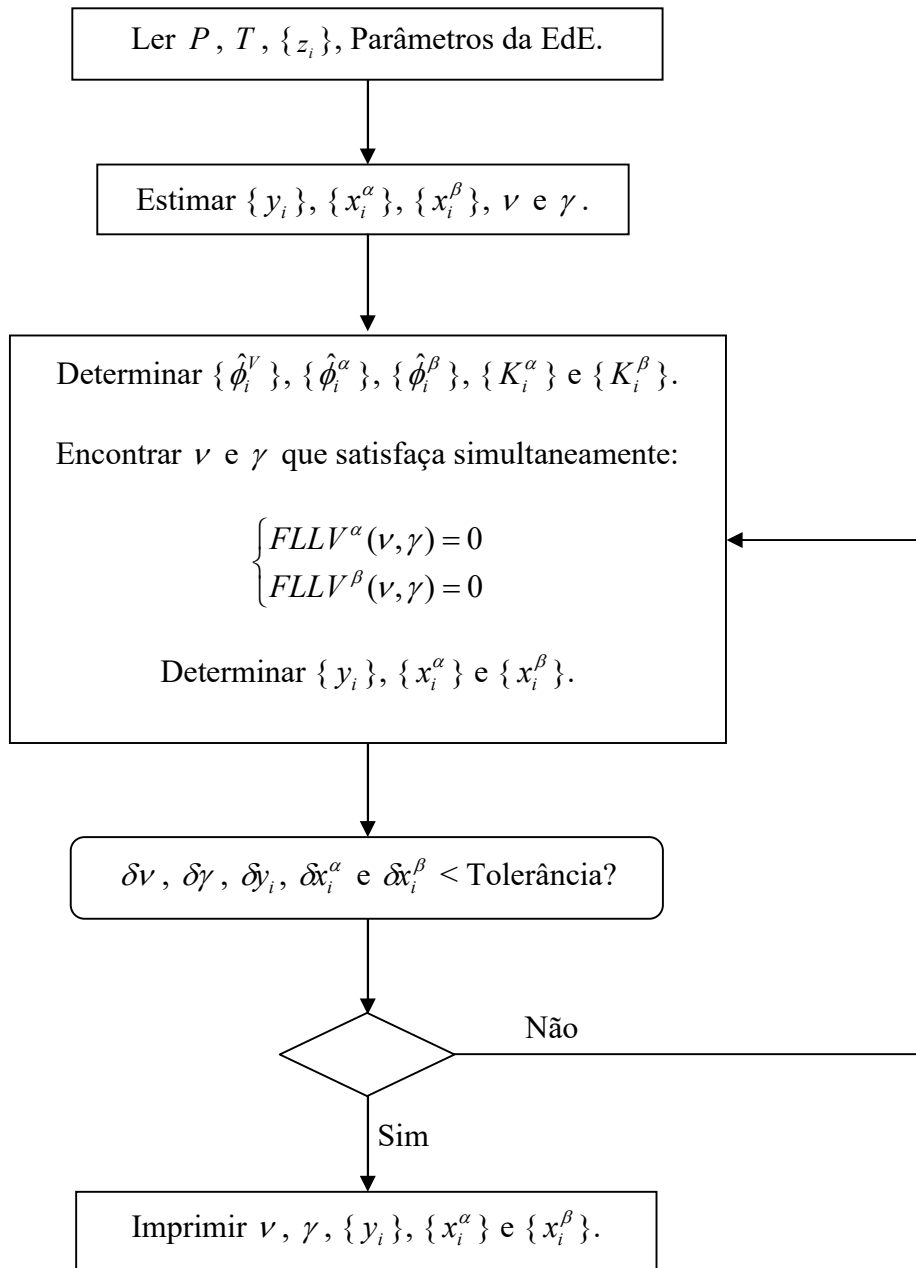 Ler P , T , { z_i }, Parâmetros da EdE.
Estimar { y_i }, { x_i^α }, { x_i^β }, ν e γ .
Determinar { φ̂_i^V }, { φ̂_i^α }, { φ̂_i^β }, { K_i^α } e { K_i^β }.
Encontrar ν e γ que satisfaça simultaneamente:
{ FLLV^α (ν, γ) = 0
FLLV^β (ν, γ) = 0
Determinar { y_i }, { x_i^α } e { x_i^β }.
δν , δγ , δy_i , δx_i^α e δx_i^β < Tolerância?
Não
Sim
Imprimir ν , γ , { y_i }, { x_i^α } e { x_i^β }.